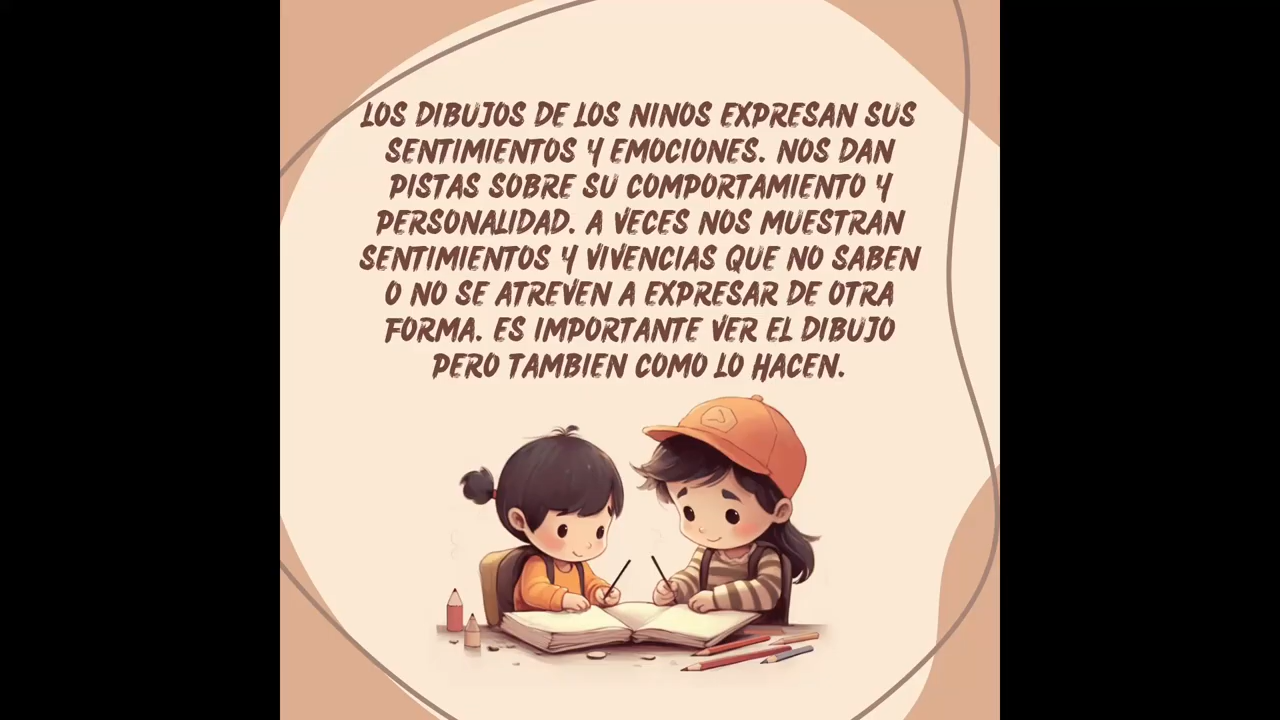 LOS DIBUJOS DE LOS NINOS EXPRESAN SUS
SENTIMIENTOS Y EMOCIONES. NOS DAN
PISTAS SOBRE SU COMPORTAMIENTO Y
PERSONALIDAD. A VECES NOS MUESTRAN
SENTIMIENTOS Y VIVENCIAS QUE NO SABEN
O NO SE ATREVEN A EXPRESAR DE OTRA
FORMA. ES IMPORTANTE VER EL DIBUJO
PERO TAMBIEN COMO LO HACEN.